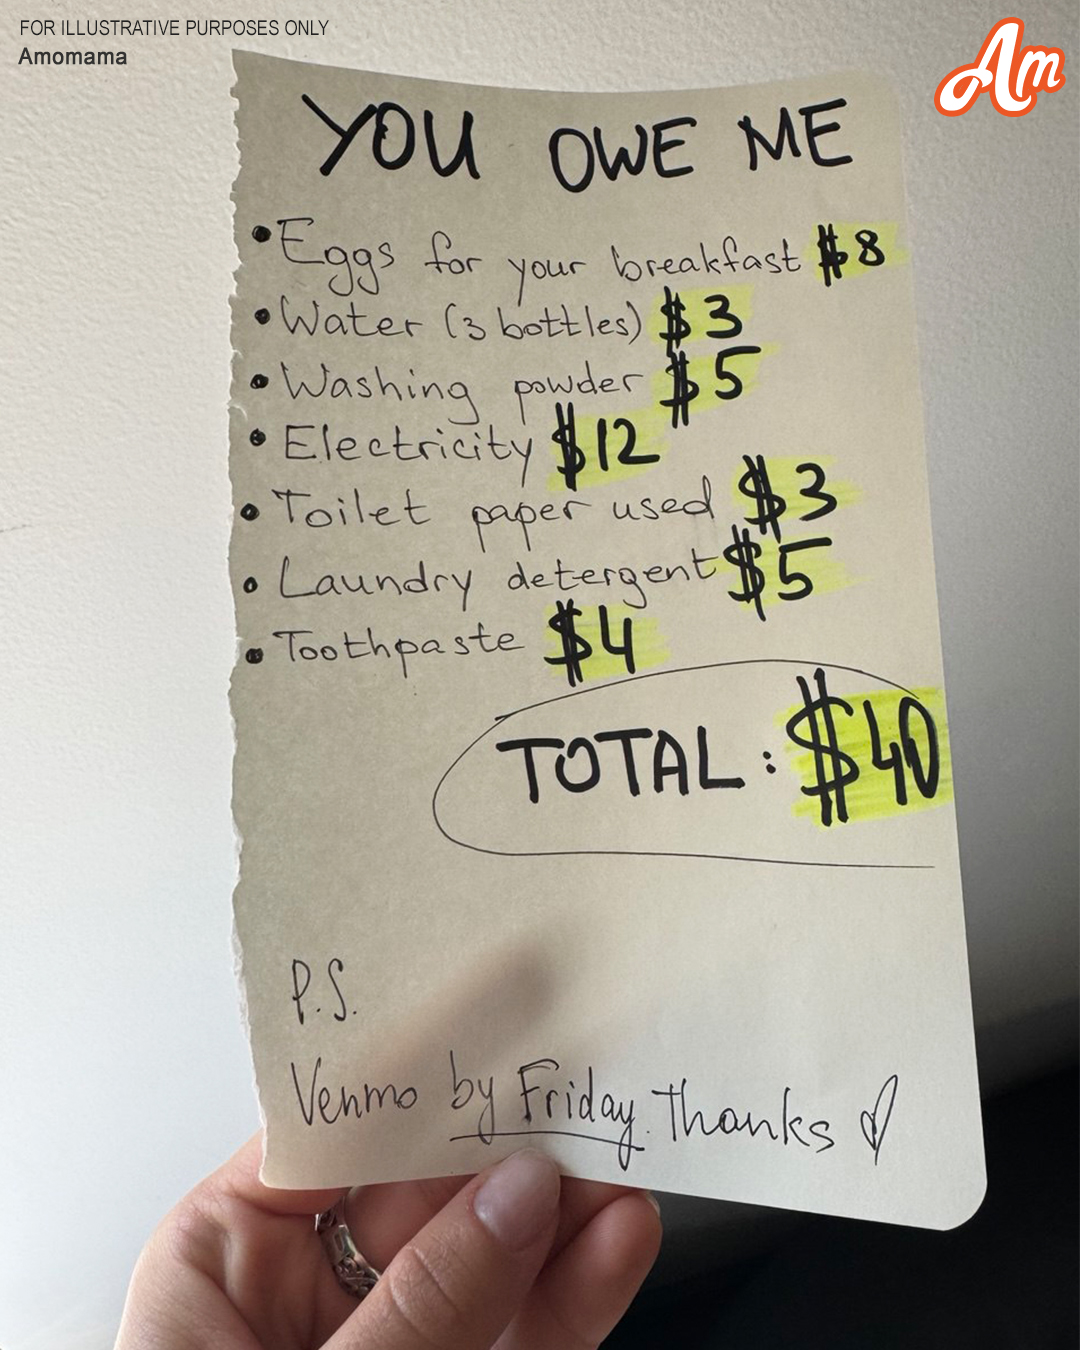 FOR ILLUSTRATIVE PURPOSES ONLY
Amomama
Am
YOU OWE ME
• Eggs for your breakfast $8
• Water (3 bottles) $3
• Washing powder $5
• Electricity $12
• Toilet paper used $3
• Laundry detergent $5
• Toothpaste $4
TOTAL: $40
P.S.
Venmo by Friday. Thanks